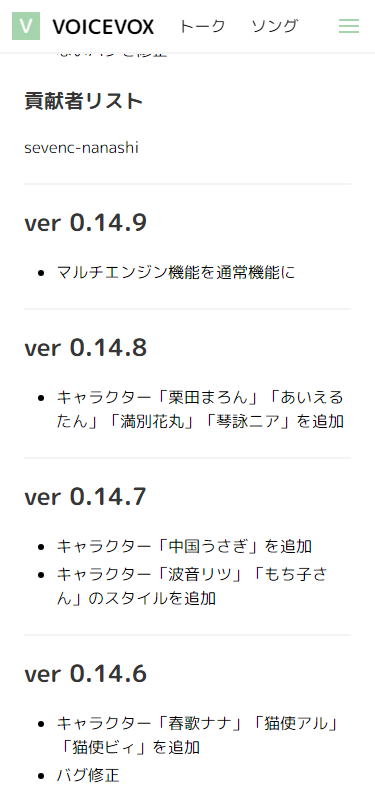 V VOICEVOX トーク ソング
貢献者リスト
sevenc-nanashi
ver 0.14.9
マルチエンジン機能を通常機能に
ver 0.14.8
キャラクター「栗田まろん」「あいえる
たん」「満別花丸」「琴詠ニア」を追加
ver 0.14.7
キャラクター「中国うさぎ」を追加
キャラクター「波音リツ」「もち子さ
ん」のスタイルを追加
ver 0.14.6
キャラクター「春歌ナナ」「猫使アル」
「猫使ビィ」を追加
バグ修正